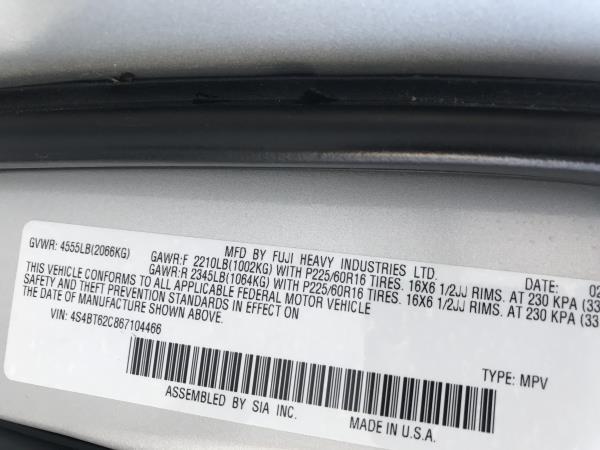 MFD BY FUJI HEAVY INDUSTRIES LTD. DATE: 02
GVWR: 4555LB(2066KG)
GAWR:F 2210LB(1002KG) WITH P225/60R16 TIRES. 16X6 1/2JJ RIMS. AT 230 KPA (33
GAWR:R 2345LB(1064KG) WITH P225/60R16 TIRES. 16X6 1/2JJ RIMS. AT 230 KPA (33
THIS VEHICLE CONFORMS TO ALL APPLICABLE FEDERAL MOTOR VEHICLE
SAFETY AND THEFT PREVENTION STANDARDS IN EFFECT ON
THE DATE OF MANUFACTURE SHOWN ABOVE.
VIN: 4S4BT62C867104466 TYPE: MPV
ASSEMBLED BY SIA INC. MADE IN U.S.A.